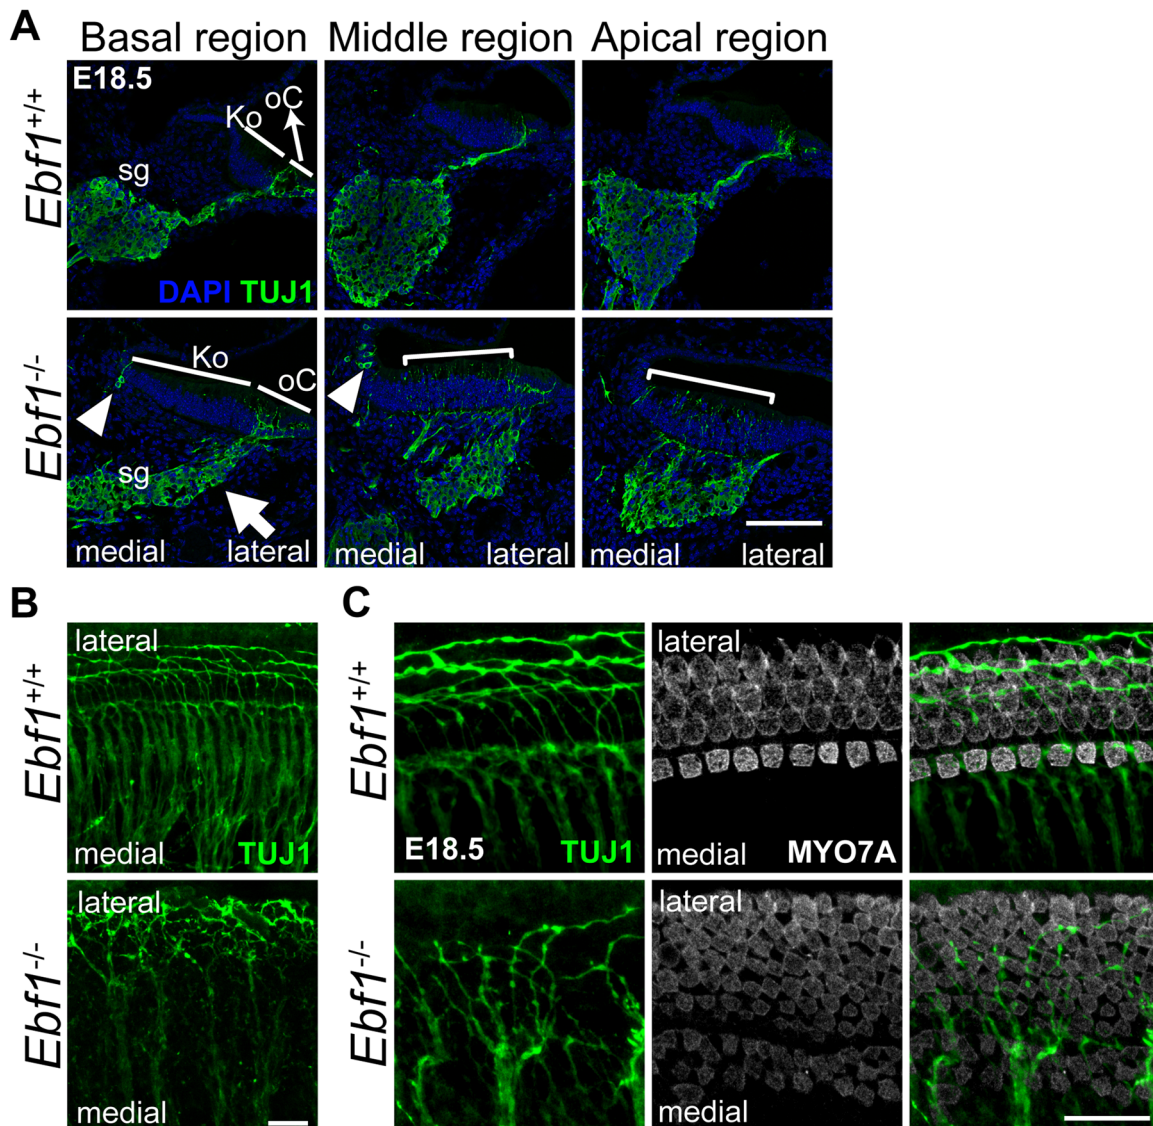 A
Basal region Middle region Apical region
Ebf1+/+
E18.5
Ko
oC
sg
DAPI TUJ1
Ebf1-/-
Ko
oC
sg
medial lateral
medial lateral
medial lateral
B
Ebf1+/+
lateral
medial TUJ1
Ebf1-/-
lateral
medial
C
Ebf1+/+
E18.5 TUJ1
lateral
medial MYO7A
Ebf1-/-
lateral
medial